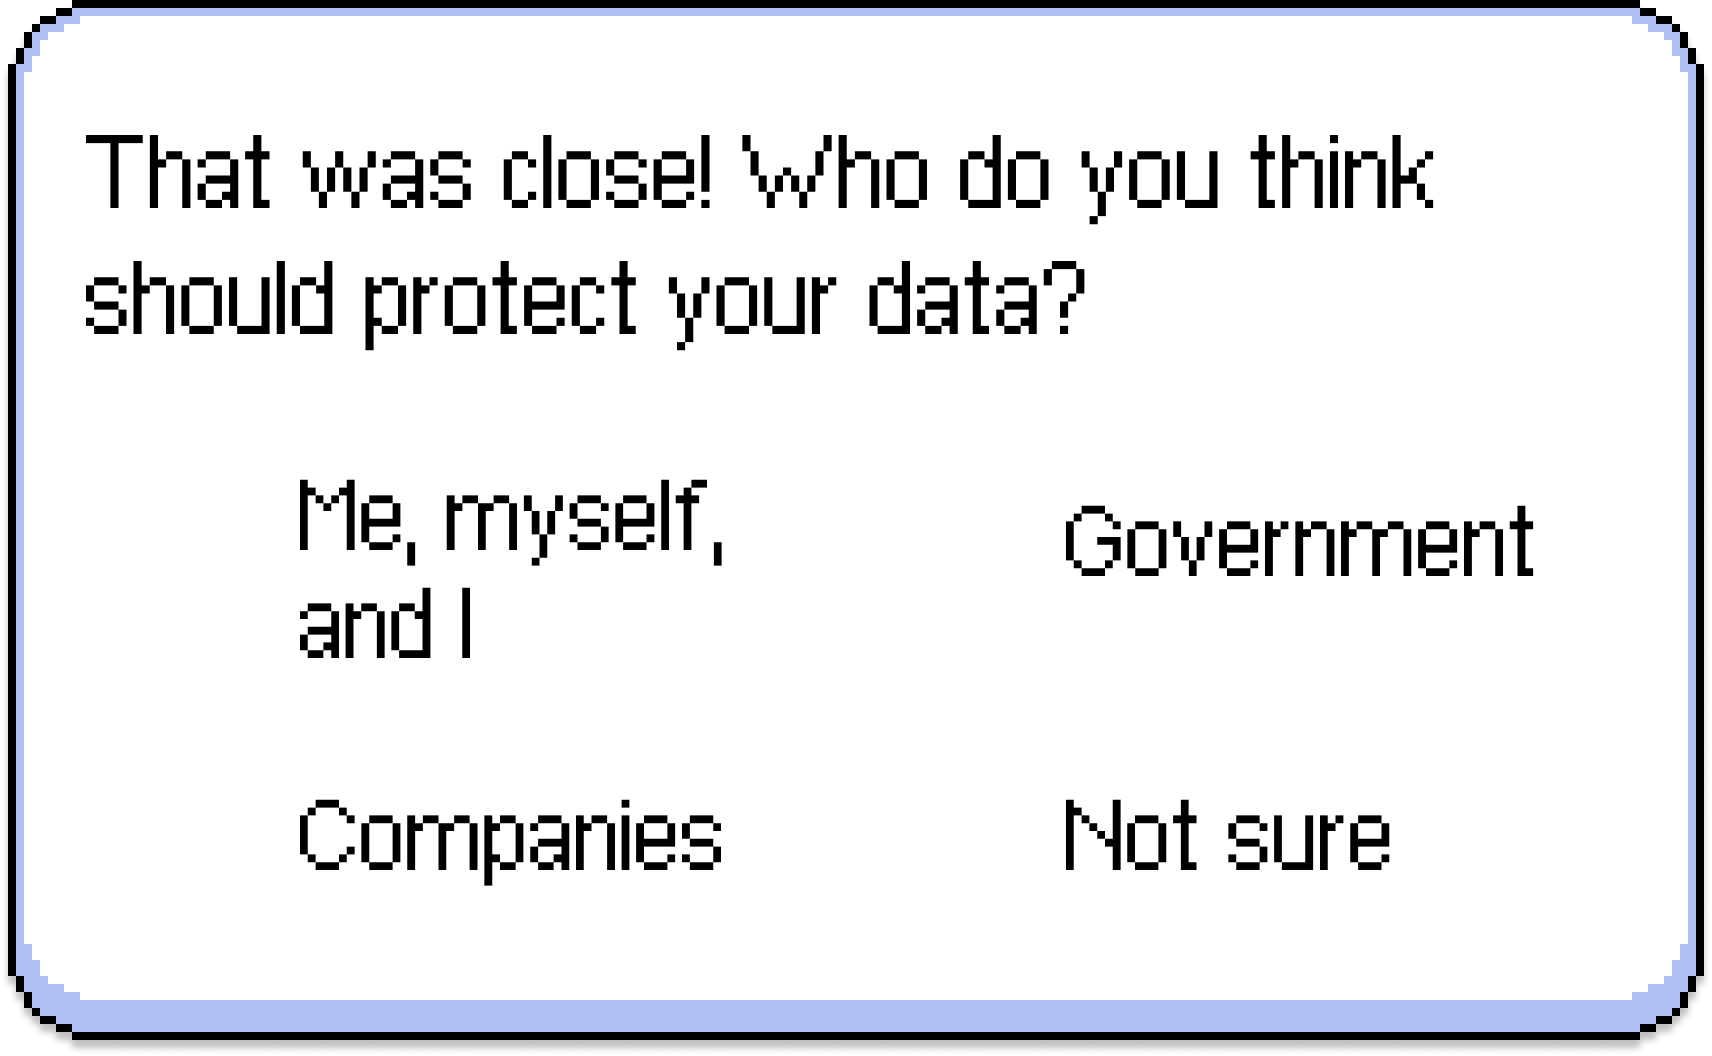 That was close! Who do you think
should protect your data?
Me, myself,
and I
Government
Companies
Not sure